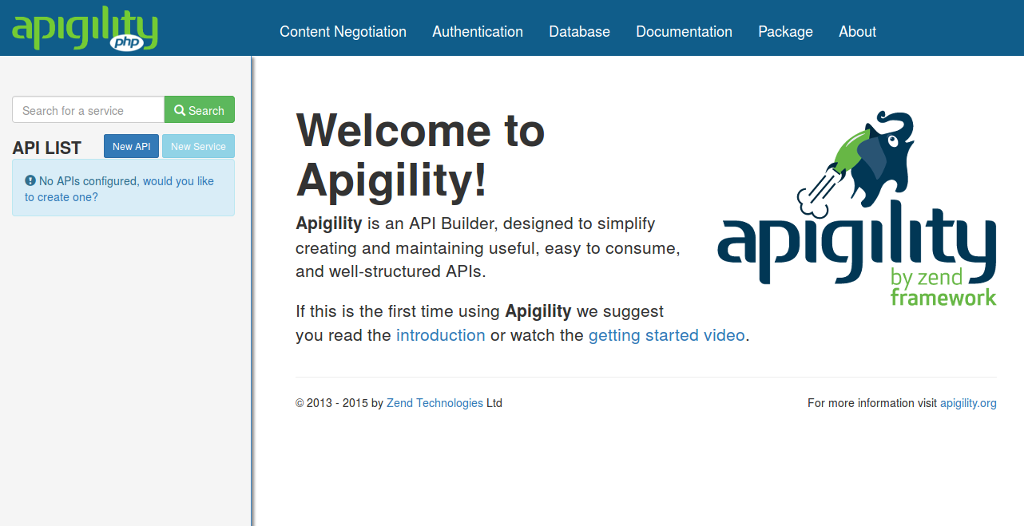 apigility
php
Content Negotiation Authentication Database Documentation Package About
Search for a service Search
API LIST New API New Service
No APIs configured, would you like
to create one?
Welcome to
Apigility!
Apigility is an API Builder, designed to simplify
creating and maintaining useful, easy to consume,
and well-structured APIs.
If this is the first time using Apigility we suggest
you read the introduction or watch the getting started video.
apigility
by zend
framework
© 2013 - 2015 by Zend Technologies Ltd
For more information visit apigility.org